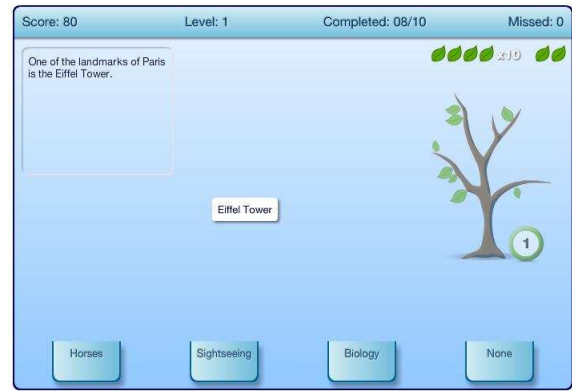 Score: 80 Level: 1 Completed: 08/10 Missed: 0
One of the landmarks of Paris
is the Eiffel Tower.
x10
Eiffel Tower
1
Horses Sightseeing Biology None